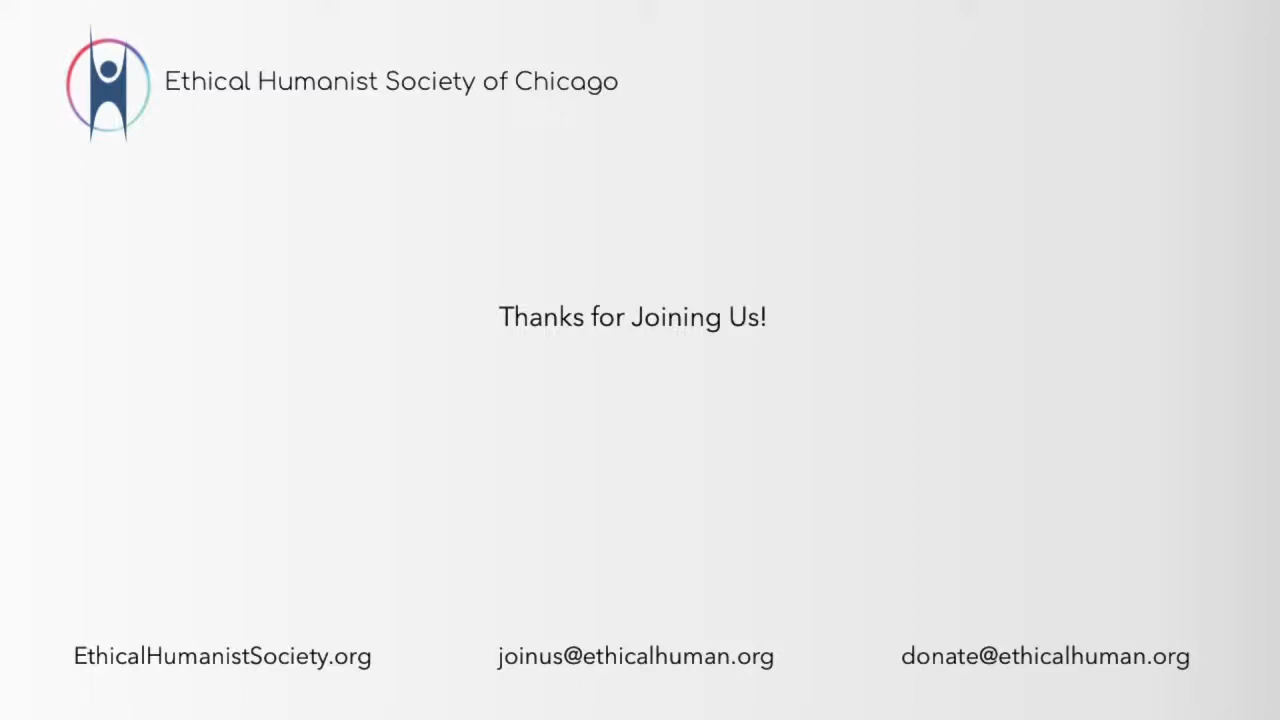 Ethical Humanist Society of Chicago
Thanks for Joining Us!
EthicalHumanistSociety.org
joinus@ethicalhuman.org
donate@ethicalhuman.org